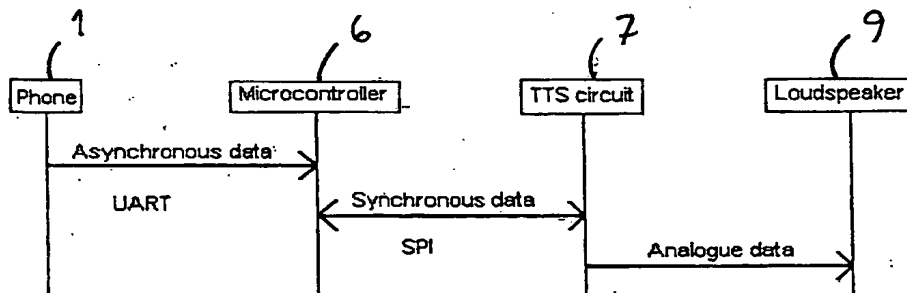 1 6 7 9
Phone Microcontroller TTS circuit Loudspeaker
Asynchronous data
UART
Synchronous data
SPI
Analogue data